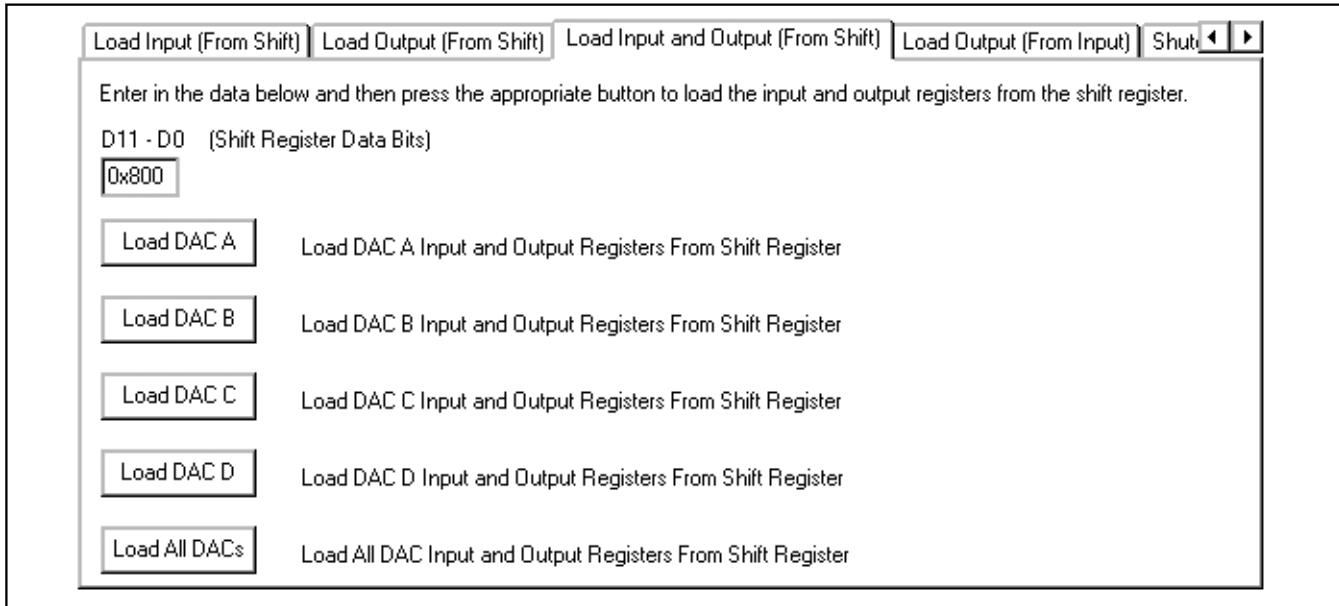 Load Input (From Shift) Load Output (From Shift) Load Input and Output (From Shift) Load Output (From Input)
Enter in the data below and then press the appropriate button to load the input and output registers from the shift register.
D11 - D0 (Shift Register Data Bits)
0x800
Load DAC A Load DAC A Input and Output Registers From Shift Register
Load DAC B Load DAC B Input and Output Registers From Shift Register
Load DAC C Load DAC C Input and Output Registers From Shift Register
Load DAC D Load DAC D Input and Output Registers From Shift Register
Load All DACs Load All DAC Input and Output Registers From Shift Register